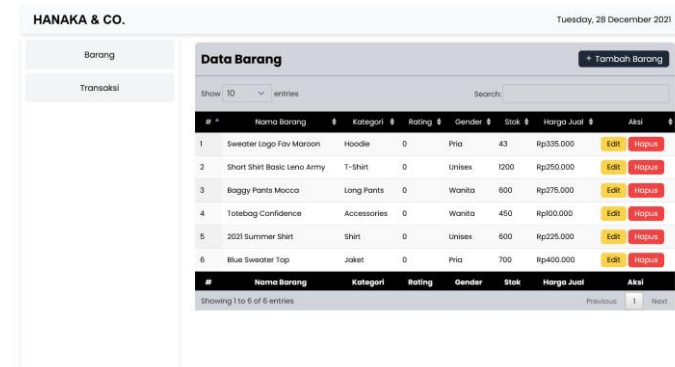 HANAKA & CO.
Tuesday, 28 December 2021
Barang
Transaksi
Data Barang
+ Tambah Barang
Show 10 entries
Search:
# Nama Barang Kategori Rating Gender Stok Harga Jual Aksi
1 Sweater Logo Fav Maroon Hoodie 0 Pria 43 Rp335.000 Edit Hapus
2 Short Shirt Basic Leno Army T-Shirt 0 Unisex 1200 Rp250.000 Edit Hapus
3 Baggy Pants Mocca Long Pants 0 Wanita 600 Rp275.000 Edit Hapus
4 Totebag Confidence Accessories 0 Wanita 450 Rp100.000 Edit Hapus
5 2021 Summer Shirt Shirt 0 Unisex 600 Rp225.000 Edit Hapus
6 Blue Sweater Top Jaket 0 Pria 700 Rp400.000 Edit Hapus
# Nama Barang Kategori Rating Gender Stok Harga Jual Aksi
Showing 1 to 6 of 6 entries
Previous 1 Next